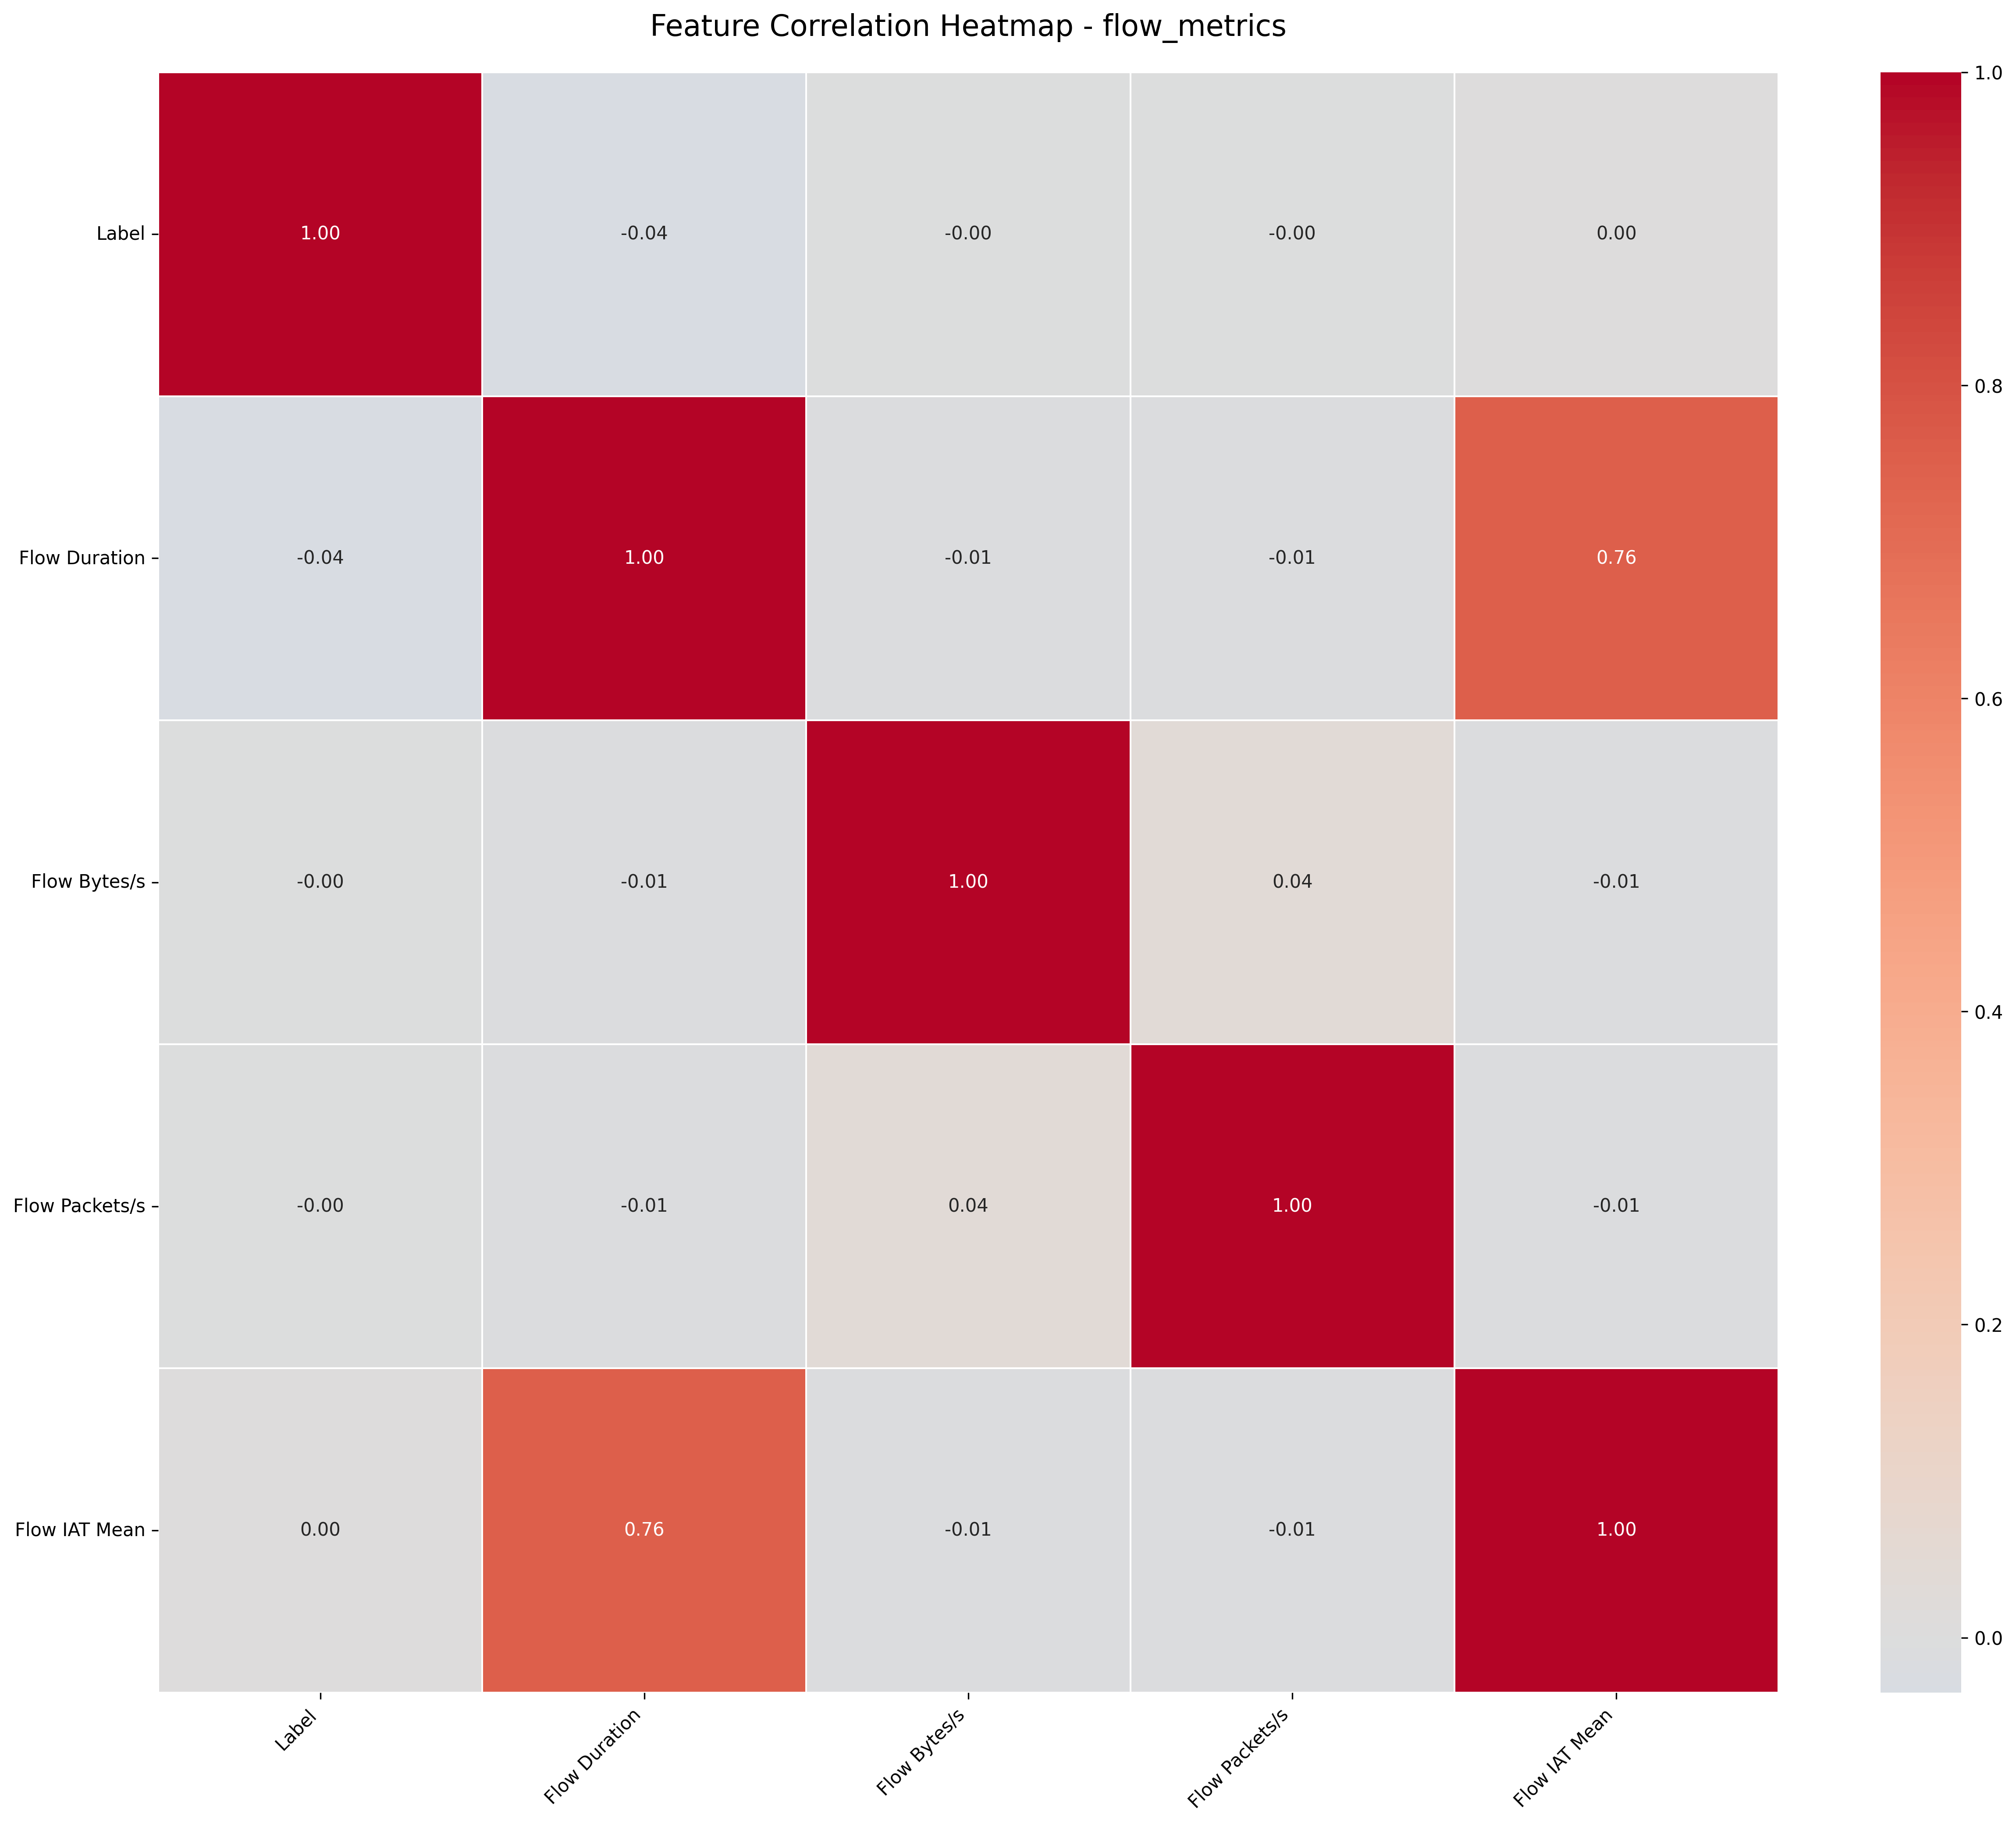 Feature Correlation Heatmap - flow_metrics
Label 1.00 -0.04 -0.00 -0.00 0.00
Flow Duration -0.04 1.00 -0.01 -0.01 0.76
Flow Bytes/s -0.00 -0.01 1.00 0.04 -0.01
Flow Packets/s -0.00 -0.01 0.04 1.00 -0.01
Flow IAT Mean 0.00 0.76 -0.01 -0.01 1.00
Label Flow Duration Flow Bytes/s Flow Packets/s Flow IAT Mean
1.0
0.8
0.6
0.4
0.2
0.0